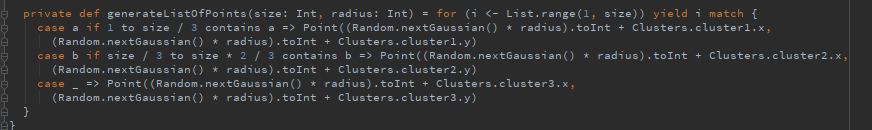 private def generateListOfPoints(size: Int, radius: Int) = for (i <- List.range(1, size)) yield i match {
case a if 1 to size / 3 contains a => Point((Random.nextGaussian() * radius).toInt + Clusters.cluster1.x,
(Random.nextGaussian() * radius).toInt + Clusters.cluster1.y)
case b if size / 3 to size * 2 / 3 contains b => Point((Random.nextGaussian() * radius).toInt + Clusters.cluster2.x,
(Random.nextGaussian() * radius).toInt + Clusters.cluster2.y)
case _ => Point((Random.nextGaussian() * radius).toInt + Clusters.cluster3.x,
(Random.nextGaussian() * radius).toInt + Clusters.cluster3.y)
}
}